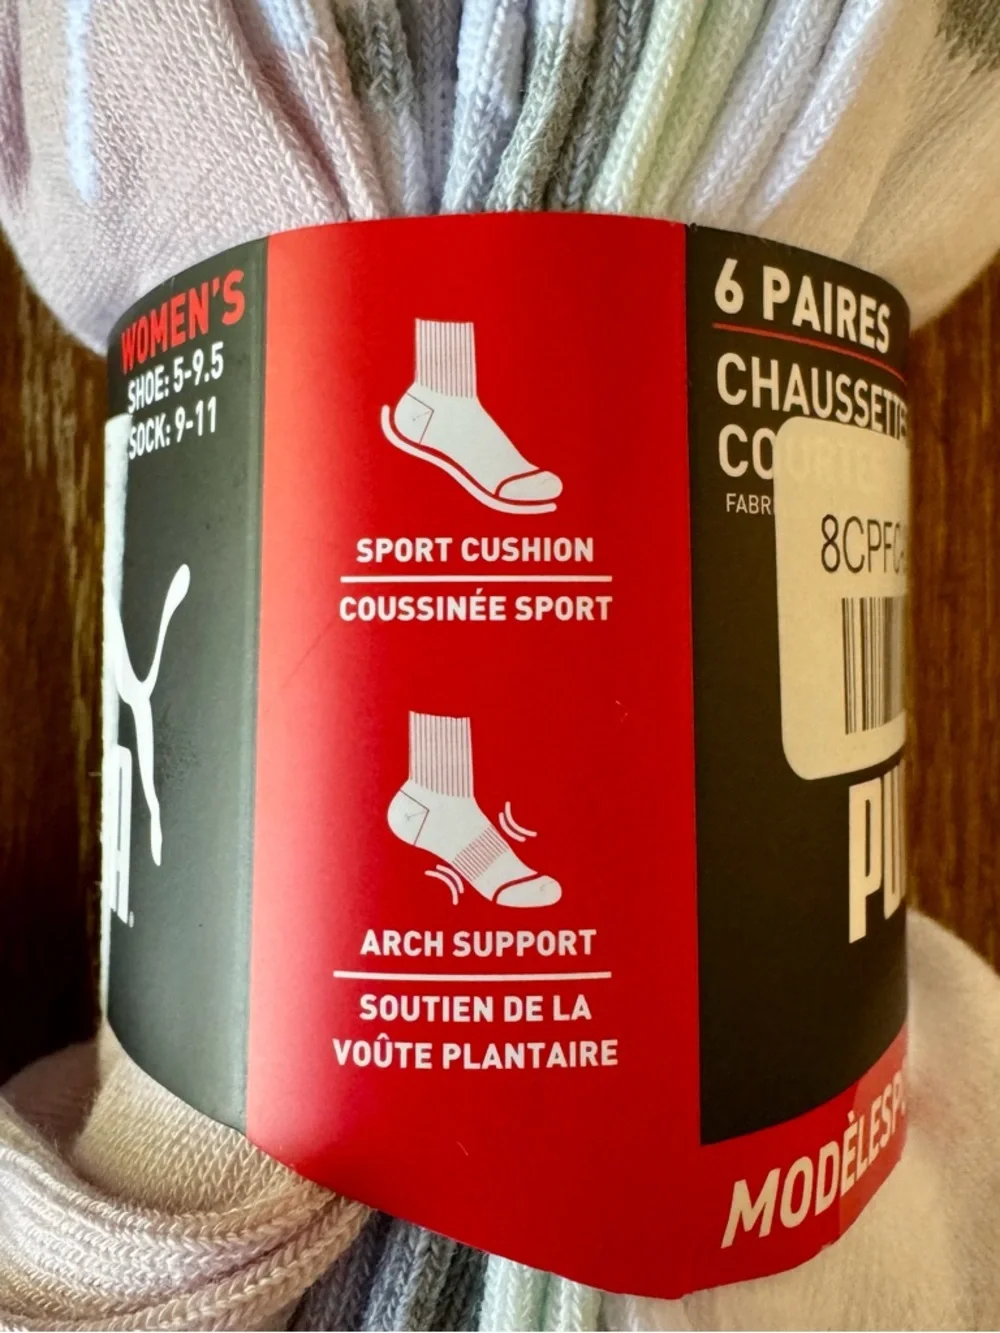 WOMEN'S
SHOE: 5-9.5
SOCK: 9-11
SPORT CUSHION
COUSSINÉE SPORT
ARCH SUPPORT
SOUTIEN DE LA
VOÛTE PLANTAIRE
6 PAIRES
CHAUSSETTES